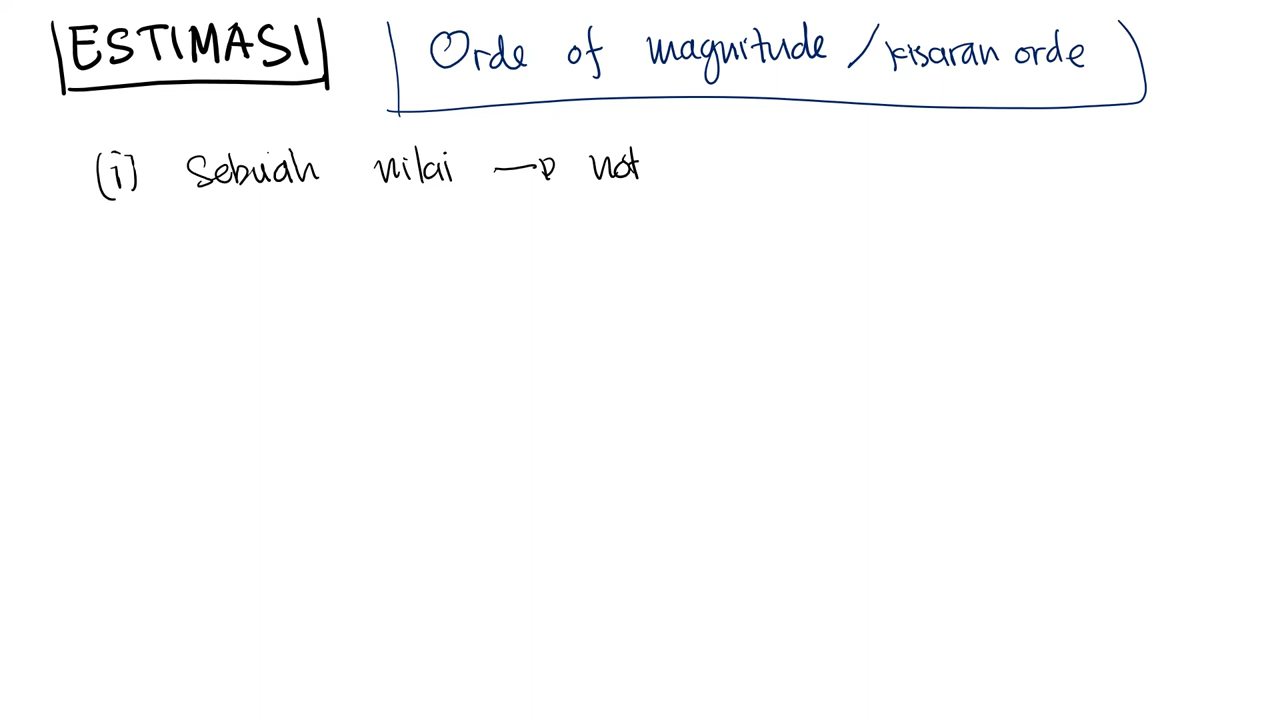 ESTIMASI
Orde of magnitude / kisaran orde
(i) Sebuah nilai → not